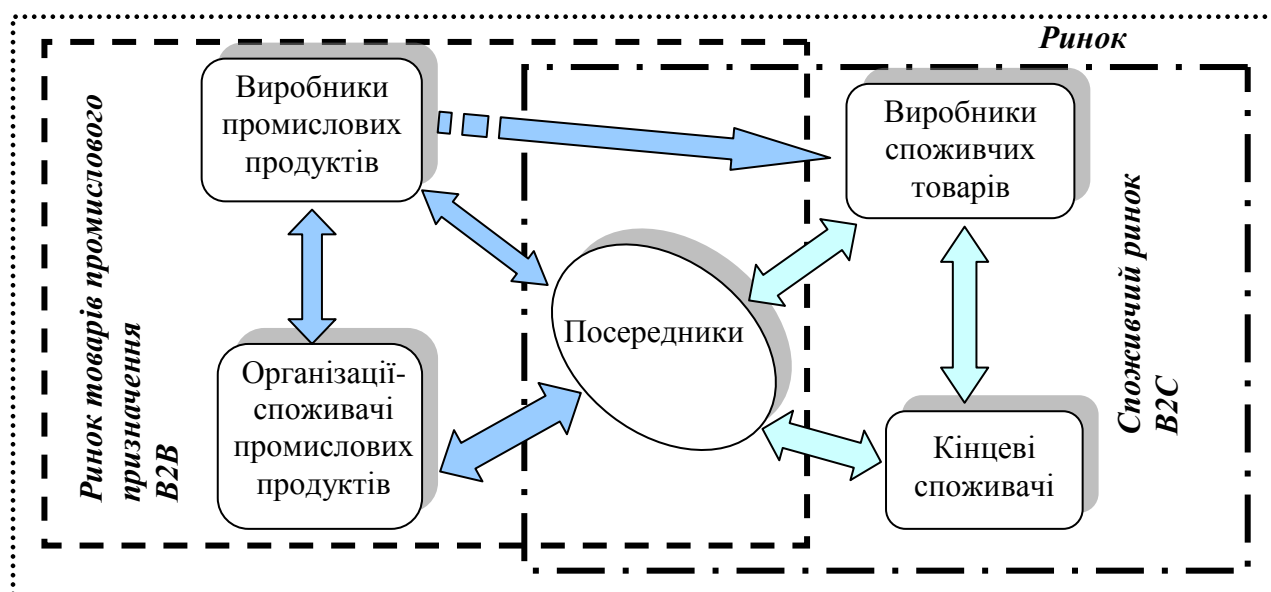 Ринок
Виробники
промислових
продуктів
Виробники
споживчих
товарів
Ринок товарів промислового
призначення
B2B
Посередники
Споживчий ринок
B2C
Організації-
споживачі
промислових
продуктів
Кінцеві
споживачі